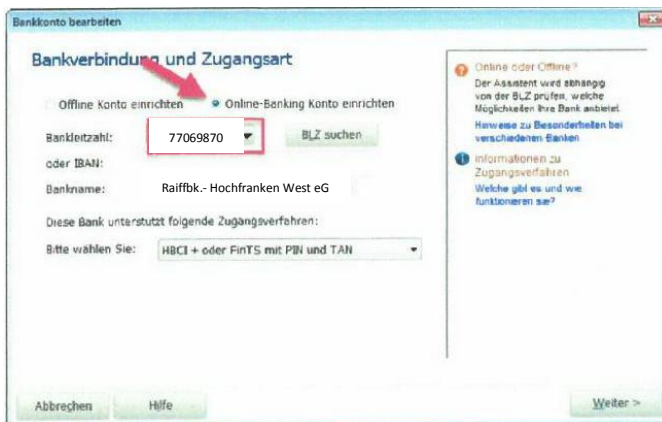 Bankkonto bearbeiten
Bankverbindung und Zugangsart
Offline Konto einrichten
Online-Banking Konto einrichten
Bankleitzahl:
77069870
BLZ suchen
oder IBAN:
Bankname:
Raiffbk.- Hochfranken West eG
Diese Bank unterstutzt folgende Zugangsverfahren:
Bitte wählen Sie:
HBCI + oder FinTS mit PIN und TAN
Online oder Offline?
Der Assistent wird abhängig
von der BLZ prüfen, welche
Möglichkeiten Ihre Bank anbietet.
Hinweise zu Besonderheiten bei
verschiedenen Banken
Informationen zu
Zugangsverfahren
Welche gibt es und wie
funktionieren sie?
Abbrechen
Hilfe
Weiter >